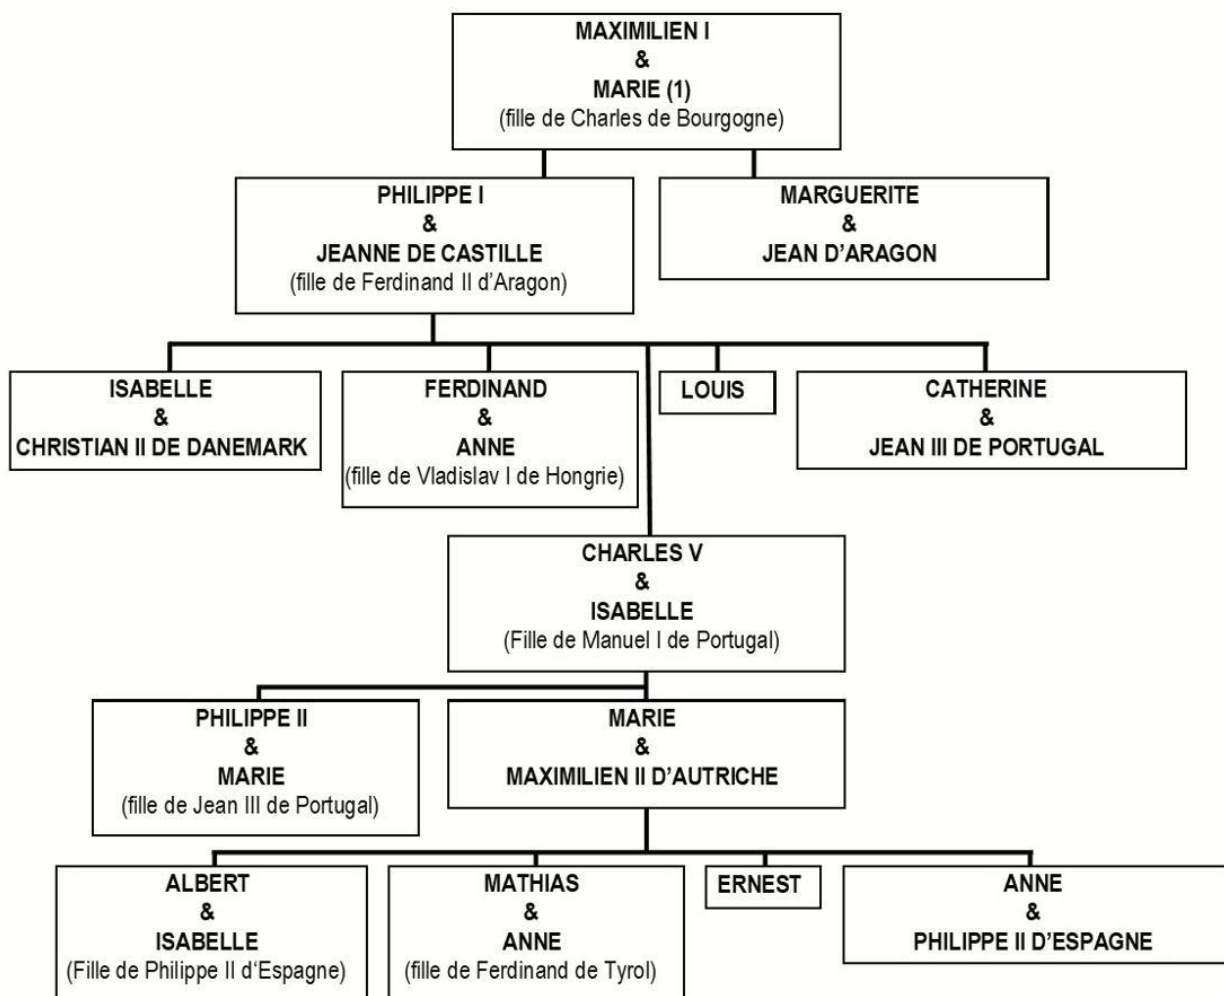 MAXIMILIEN I
&
MARIE (1)
(fille de Charles de Bourgogne)
PHILIPPE I
&
JEANNE DE CASTILLE
(fille de Ferdinand II d'Aragon)
MARGUERITE
&
JEAN D'ARAGON
ISABELLE
&
CHRISTIAN II DE DANEMARK
FERDINAND
&
ANNE
(fille de Vladislav I de Hongrie)
LOUIS
CATHERINE
&
JEAN III DE PORTUGAL
CHARLES V
&
ISABELLE
(Fille de Manuel I de Portugal)
PHILIPPE II
&
MARIE
(fille de Jean III de Portugal)
MARIE
&
MAXIMILIEN II D'AUTRICHE
ALBERT
&
ISABELLE
(Fille de Philippe II d'Espagne)
MATHIAS
&
ANNE
(fille de Ferdinand de Tyrol)
ERNEST
ANNE
&
PHILIPPE II D'ESPAGNE